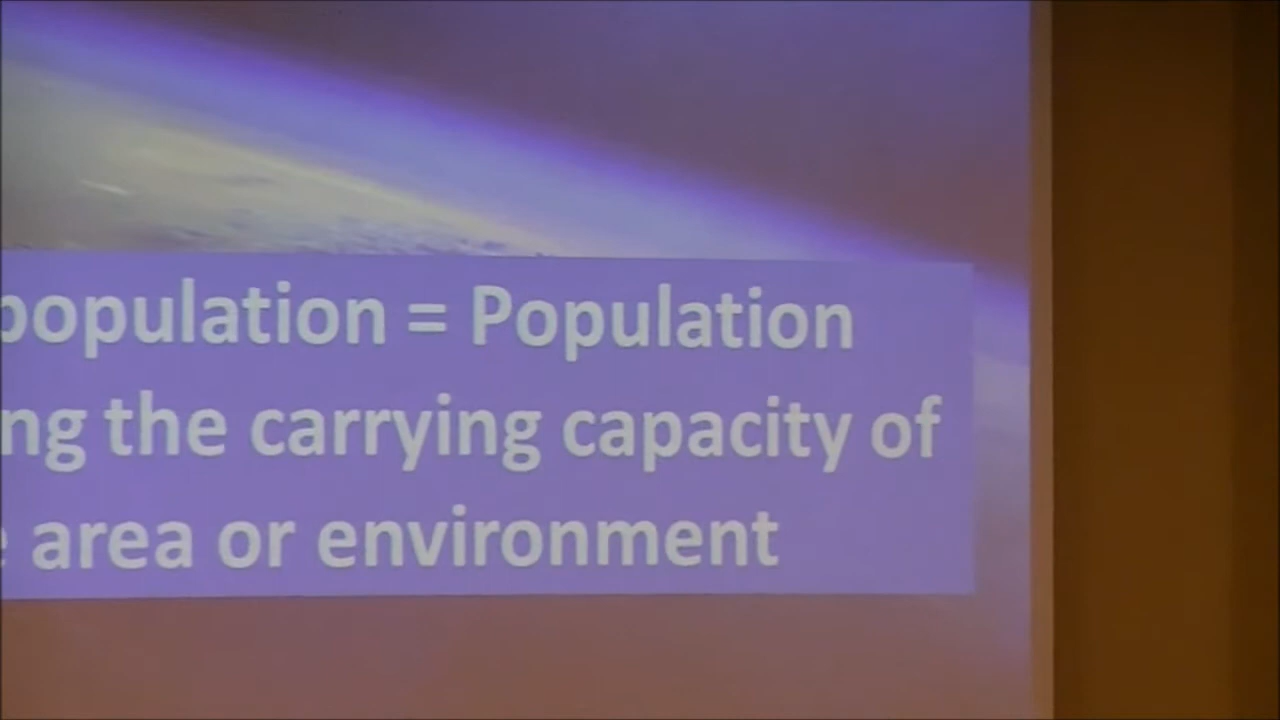 population = Population
ng the carrying capacity of
area or environment